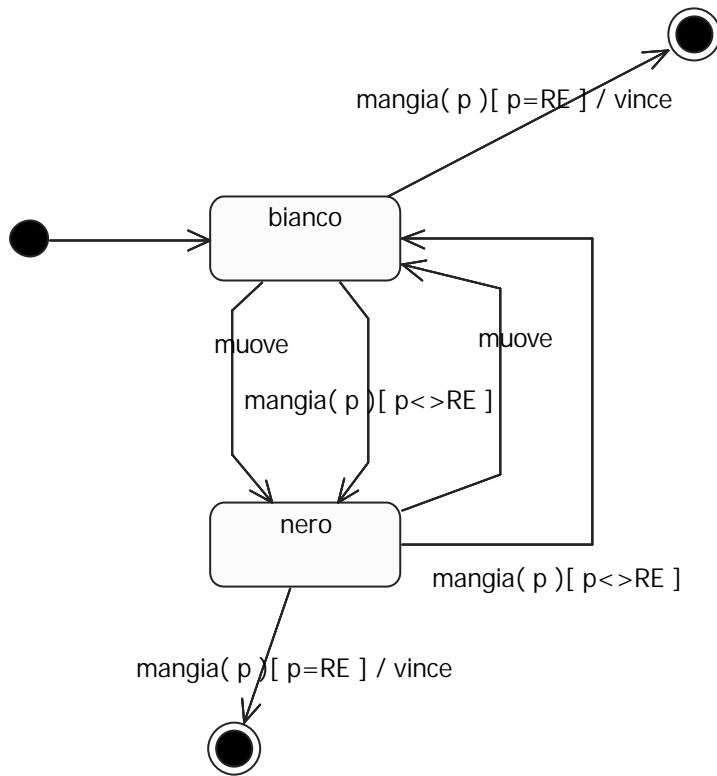 mangia( p )[ p=RE ] / vince
bianco
muove
muove
mangia( p )[ p<>RE ]
nero
mangia( p )[ p<>RE ]
mangia( p )[ p=RE ] / vince